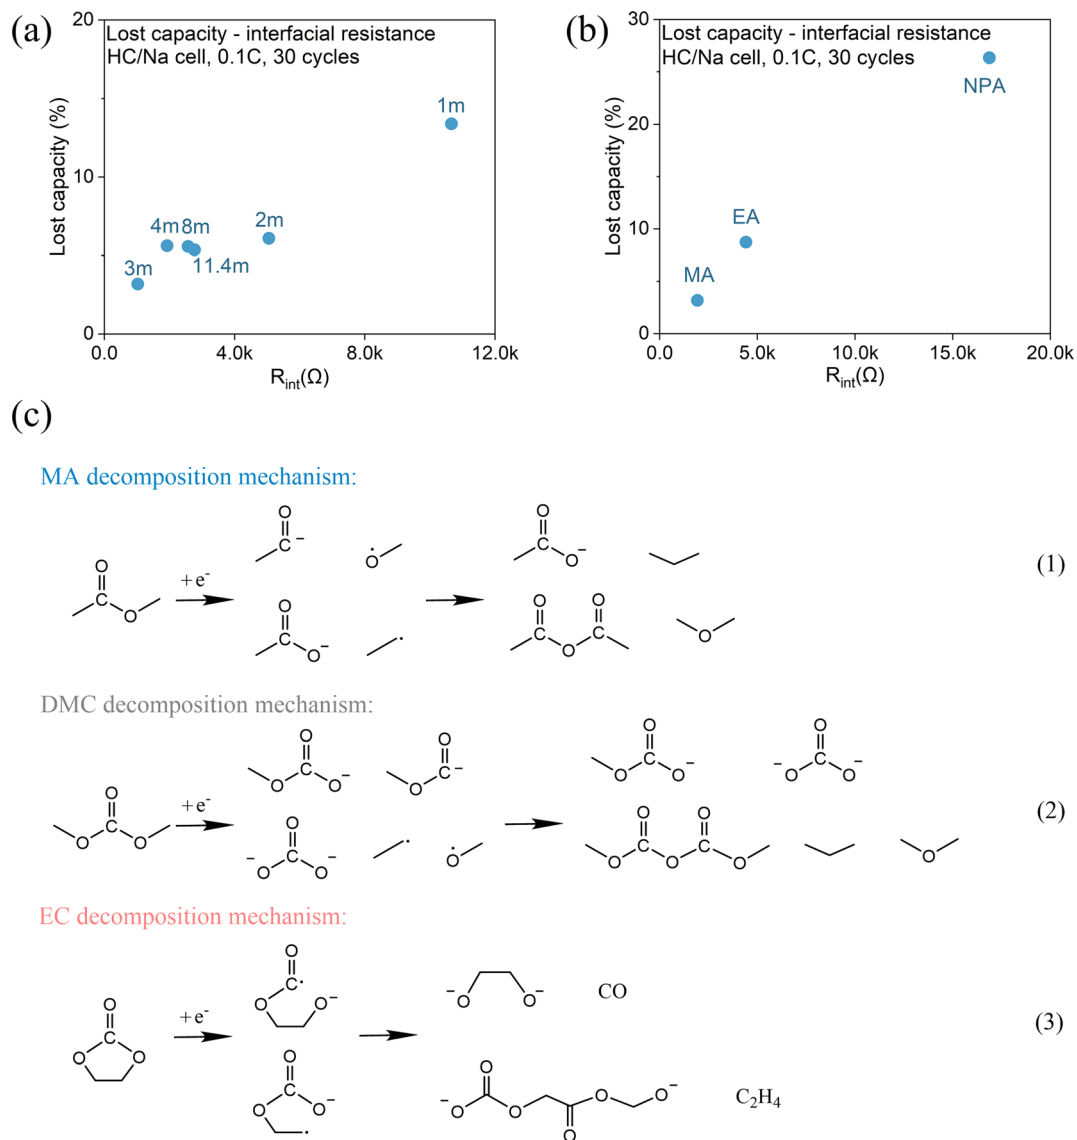 (a)
Lost capacity - interfacial resistance
HC/Na cell, 0.1C, 30 cycles
Lost capacity (%)
20
10
0
1m
2m
4m
8m
11.4m
3m
0.0
4.0k
8.0k
12.0k
Rint(Ω)
(b)
Lost capacity - interfacial resistance
HC/Na cell, 0.1C, 30 cycles
Lost capacity (%)
30
20
10
0
NPA
EA
MA
0.0
5.0k
10.0k
15.0k
20.0k
Rint(Ω)
(c)
MA decomposition mechanism:
O
C
O
+e-
O
C
-
O
O
C
O
-
O
C
O
-
O
O
C
C
O
O
(1)
DMC decomposition mechanism:
O
C
O
O
+e-
O
O
C
O
-
O
O
C
-
O
-
O
C
O
-
O
O
O
C
O
-
O
-
O
C
O
-
O
O
O
C
C
O
O
O
O
(2)
EC decomposition mechanism:
O
C
O
O
+e-
O
C
O
O
-
O
C
O
O
-
-
O
O
-
CO
O
-
O
C
O
C
O
O
O
-
C2H4
(3)